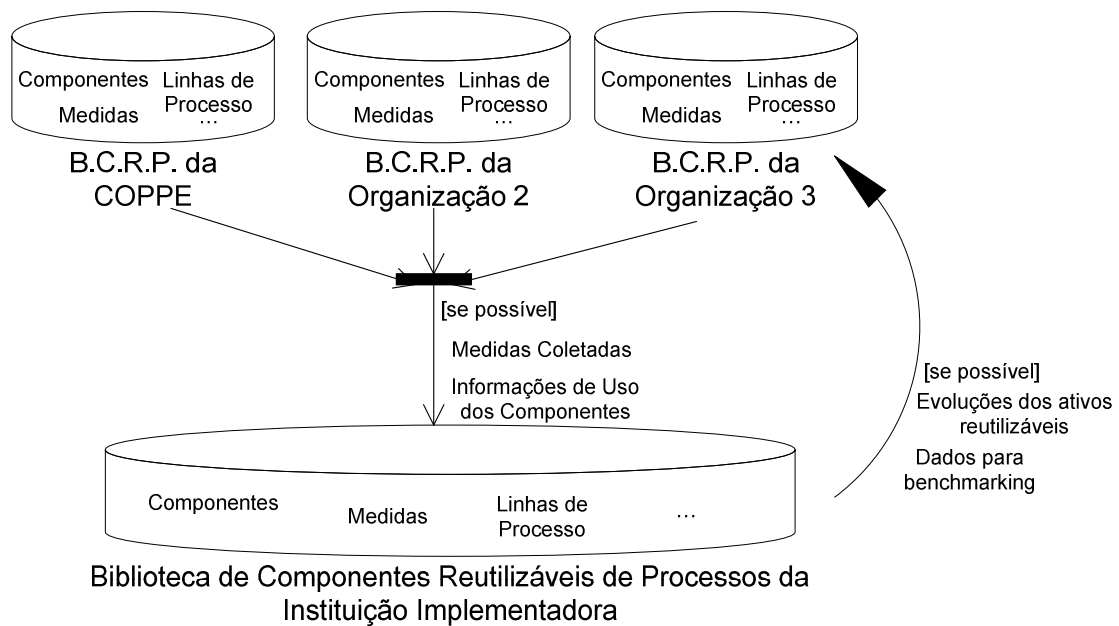 Componentes
Linhas de
Processo
Medidas
...
B.C.R.P. da
COPPE
Componentes
Linhas de
Processo
Medidas
...
B.C.R.P. da
Organização 2
Componentes
Linhas de
Processo
Medidas
...
B.C.R.P. da
Organização 3
[se possível]
Medidas Coletadas
Informações de Uso
dos Componentes
[se possível]
Evoluções dos ativos
reutilizáveis
Dados para
benchmarking
Componentes
Medidas
Linhas de
Processo
...
Biblioteca de Componentes Reutilizáveis de Processos da
Instituição Implementadora